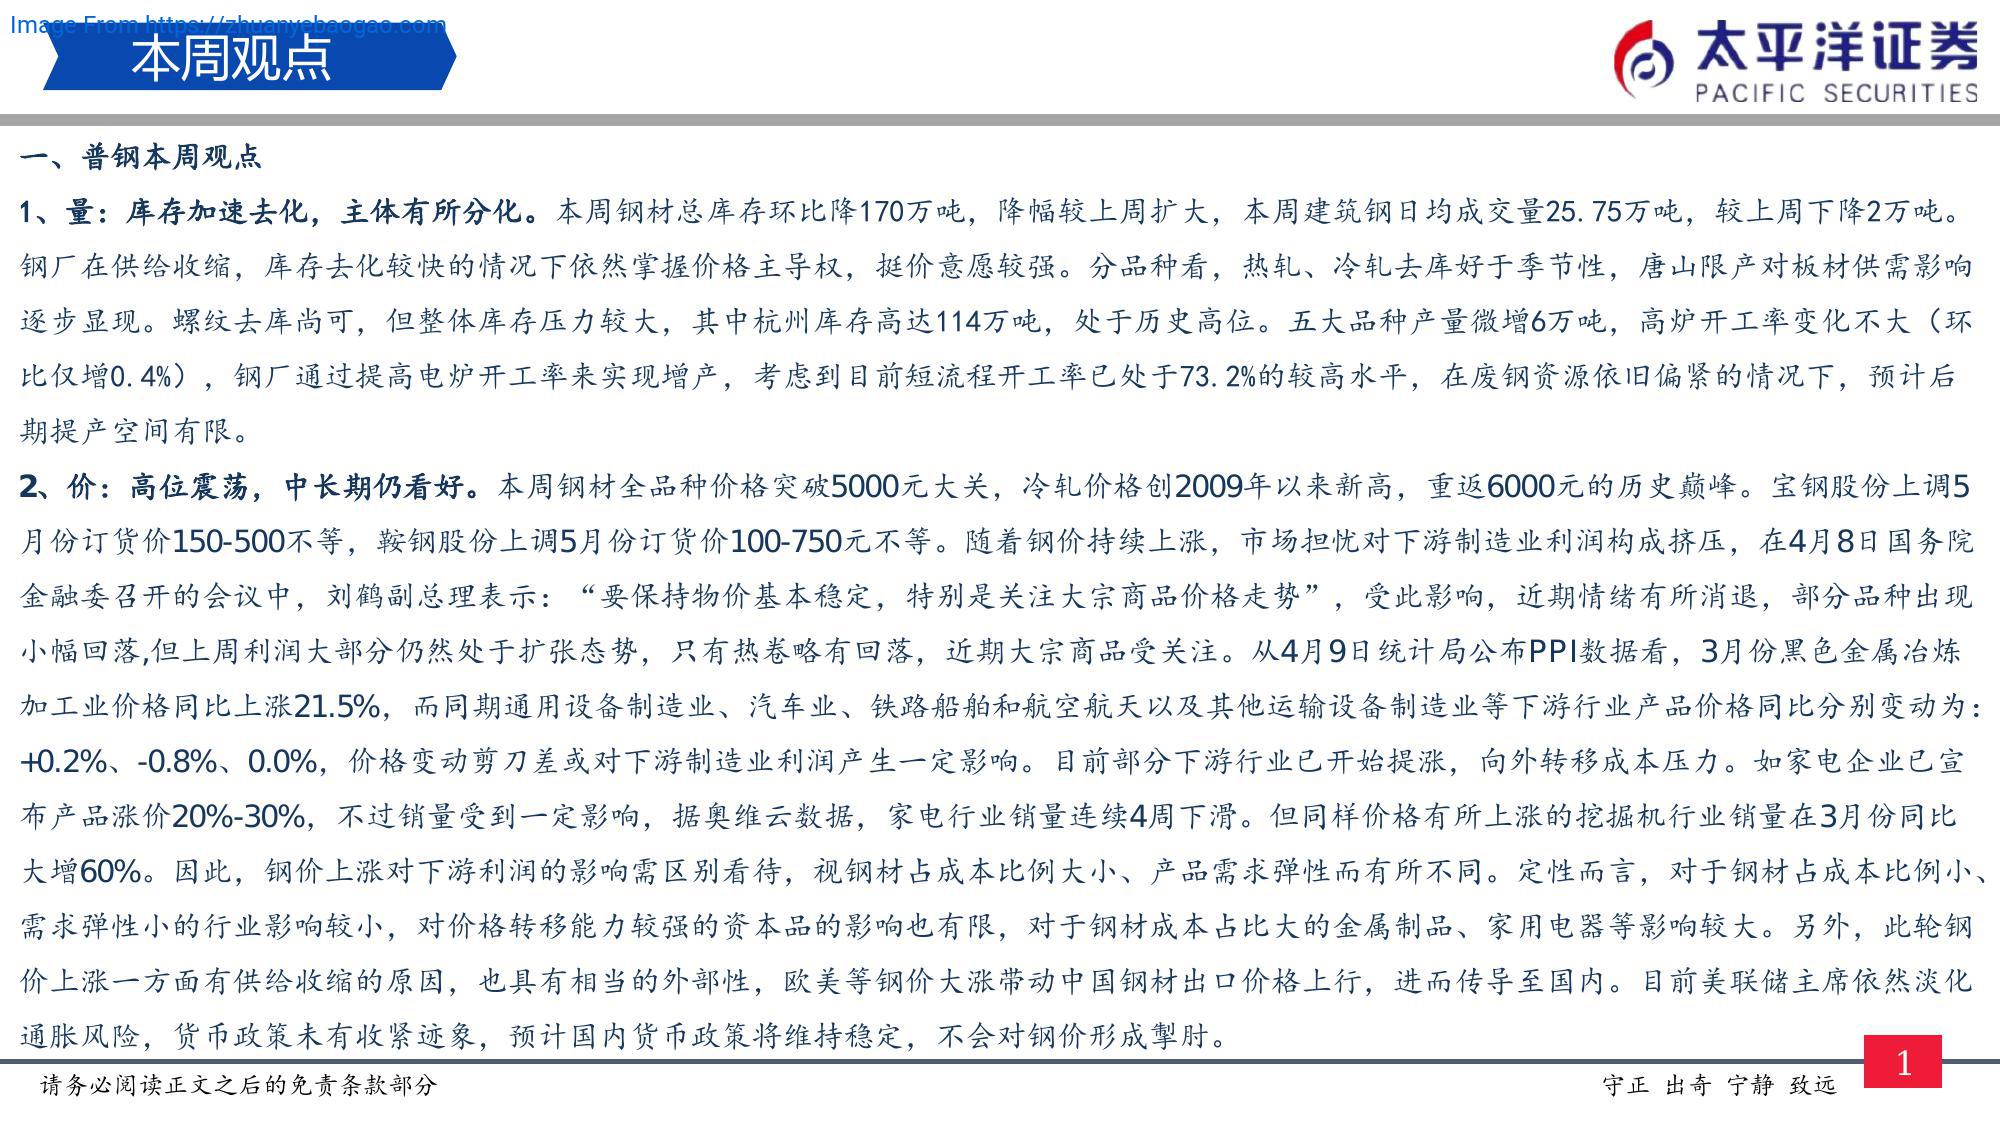 Image From https://zhuanyebaogao.com
本周观点
太平洋证券
PACIFIC SECURITIES
一、普钢本周观点
1、量：库存加速去化，主体有所分化。本周钢材总库存环比降170万吨，降幅较上周扩大，本周建筑钢日均成交量25.75万吨，较上周下降2万吨。
钢厂在供给收缩，库存去化较快的情况下依然掌握价格主导权，挺价意愿较强。分品种看，热轧、冷轧去库好于季节性，唐山限产对板材供需影响
逐步显现。螺纹去库尚可，但整体库存压力较大，其中杭州库存高达114万吨，处于历史高位。五大品种产量微增6万吨，高炉开工率变化不大（环
比仅增0.4%），钢厂通过提高电炉开工率来实现增产，考虑到目前短流程开工率已处于73.2%的较高水平，在废钢资源依旧偏紧的情况下，预计后
期提产空间有限。
2、价：高位震荡，中长期仍看好。本周钢材全品种价格突破5000元大关，冷轧价格创2009年以来新高，重返6000元的历史巅峰。宝钢股份上调5
月份订货价150-500不等，鞍钢股份上调5月份订货价100-750元不等。随着钢价持续上涨，市场担忧对下游制造业利润构成挤压，在4月8日国务院
金融委召开的会议中，刘鹤副总理表示：“要保持物价基本稳定，特别是关注大宗商品价格走势”，受此影响，近期情绪有所消退，部分品种出现
小幅回落,但上周利润大部分仍然处于扩张态势，只有热卷略有回落，近期大宗商品受关注。从4月9日统计局公布PPI数据看，3月份黑色金属冶炼
加工业价格同比上涨21.5%，而同期通用设备制造业、汽车业、铁路船舶和航空航天以及其他运输设备制造业等下游行业产品价格同比分别变动为：
+0.2%、-0.8%、0.0%，价格变动剪刀差或对下游制造业利润产生一定影响。目前部分下游行业已开始提涨，向外转移成本压力。如家电企业已宣
布产品涨价20%-30%，不过销量受到一定影响，据奥维云数据，家电行业销量连续4周下滑。但同样价格有所上涨的挖掘机行业销量在3月份同比
大增60%。因此，钢价上涨对下游利润的影响需区别看待，视钢材占成本比例大小、产品需求弹性而有所不同。定性而言，对于钢材占成本比例小、
需求弹性小的行业影响较小，对价格转移能力较强的资本品的影响也有限，对于钢材成本占比大的金属制品、家用电器等影响较大。另外，此轮钢
价上涨一方面有供给收缩的原因，也具有相当的外部性，欧美等钢价大涨带动中国钢材出口价格上行，进而传导至国内。目前美联储主席依然淡化
通胀风险，货币政策未有收紧迹象，预计国内货币政策将维持稳定，不会对钢价形成掣肘。
请务必阅读正文之后的免责条款部分
守正 出奇 宁静 致远
1